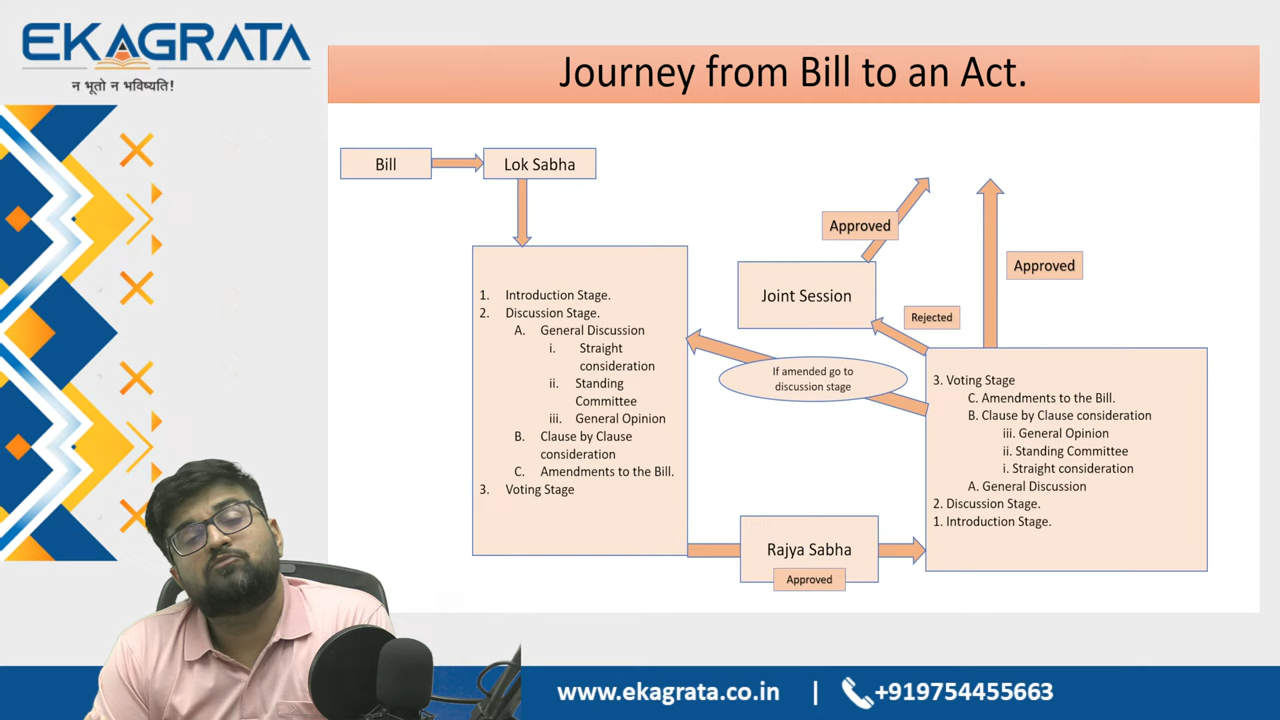 EKAGRATA
न भूतो न भविष्यति!
Journey from Bill to an Act.
Bill
Lok Sabha
1. Introduction Stage.
2. Discussion Stage.
A. General Discussion
i. Straight
consideration
ii. Standing
Committee
iii. General Opinion
B. Clause by Clause
consideration
C. Amendments to the Bill.
3. Voting Stage
Rajya Sabha
Approved
3. Voting Stage
C. Amendments to the Bill.
B. Clause by Clause consideration
iii. General Opinion
ii. Standing Committee
i. Straight consideration
A. General Discussion
2. Discussion Stage.
1. Introduction Stage.
If amended go to
discussion stage
Rejected
Joint Session
Approved
Approved
www.ekagrata.co.in | +919754455663